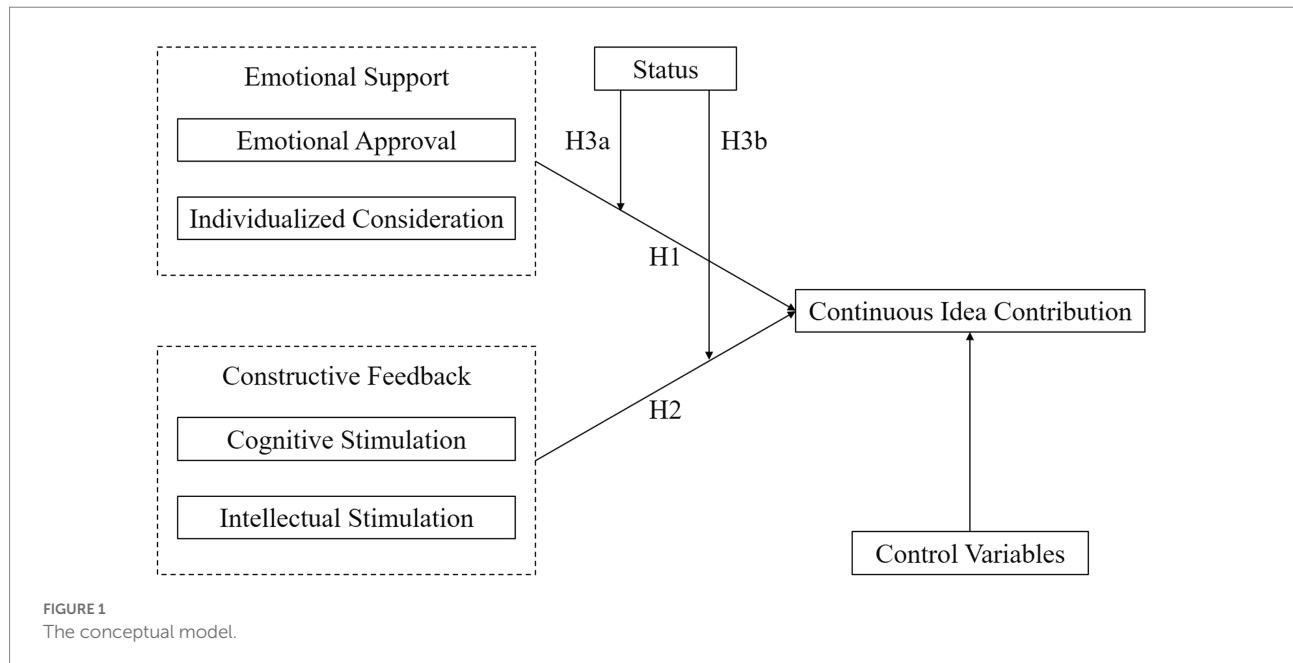 Emotional Support
Emotional Approval
Individualized Consideration
Status
H3a
H3b
H1
Continuous Idea Contribution
Constructive Feedback
Cognitive Stimulation
Intellectual Stimulation
H2
Control Variables
FIGURE 1
The conceptual model.